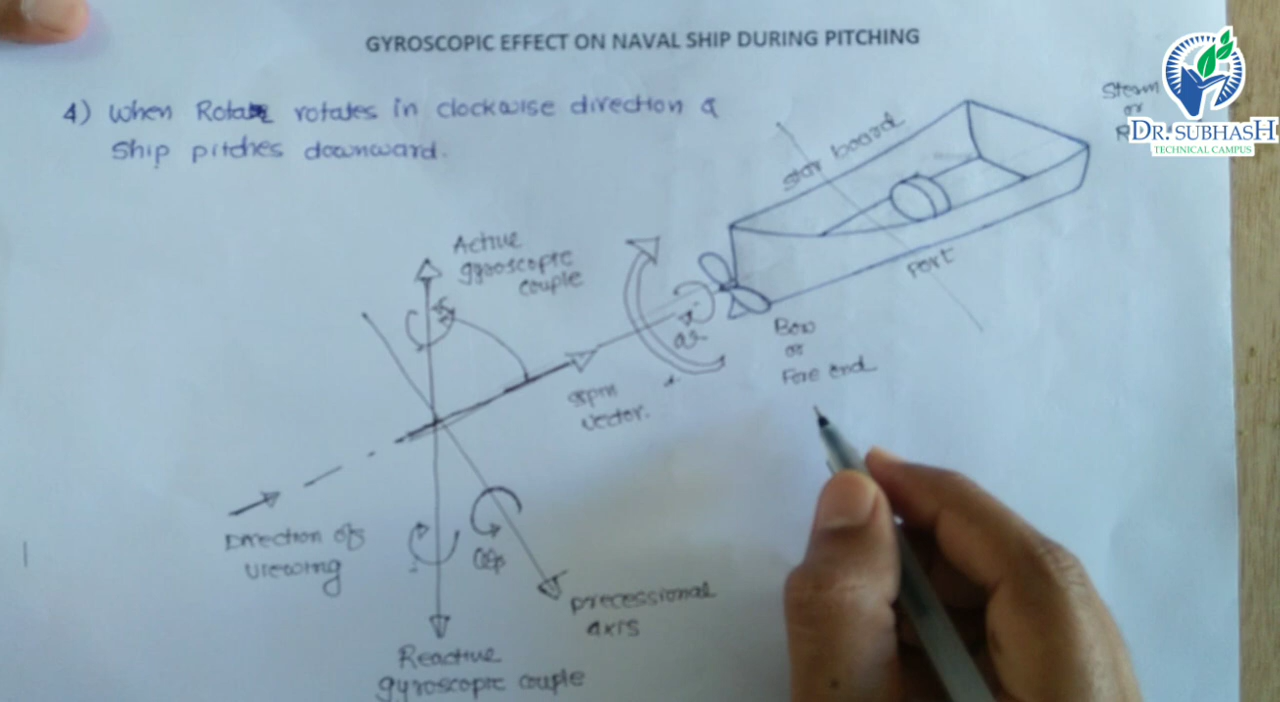 GYROSCOPIC EFFECT ON NAVAL SHIP DURING PITCHING
4) When Rotor rotates in clockwise direction &
Ship pitches downward.
Stern
or
DR. SUBHASH
TECHNICAL CAMPUS
Star board
Port
Active
gyroscopic
couple
Bow
or
Fore end
spin
vector.
Direction of
viewing
ωp
precessional
axis
Reactive
gyroscopic couple